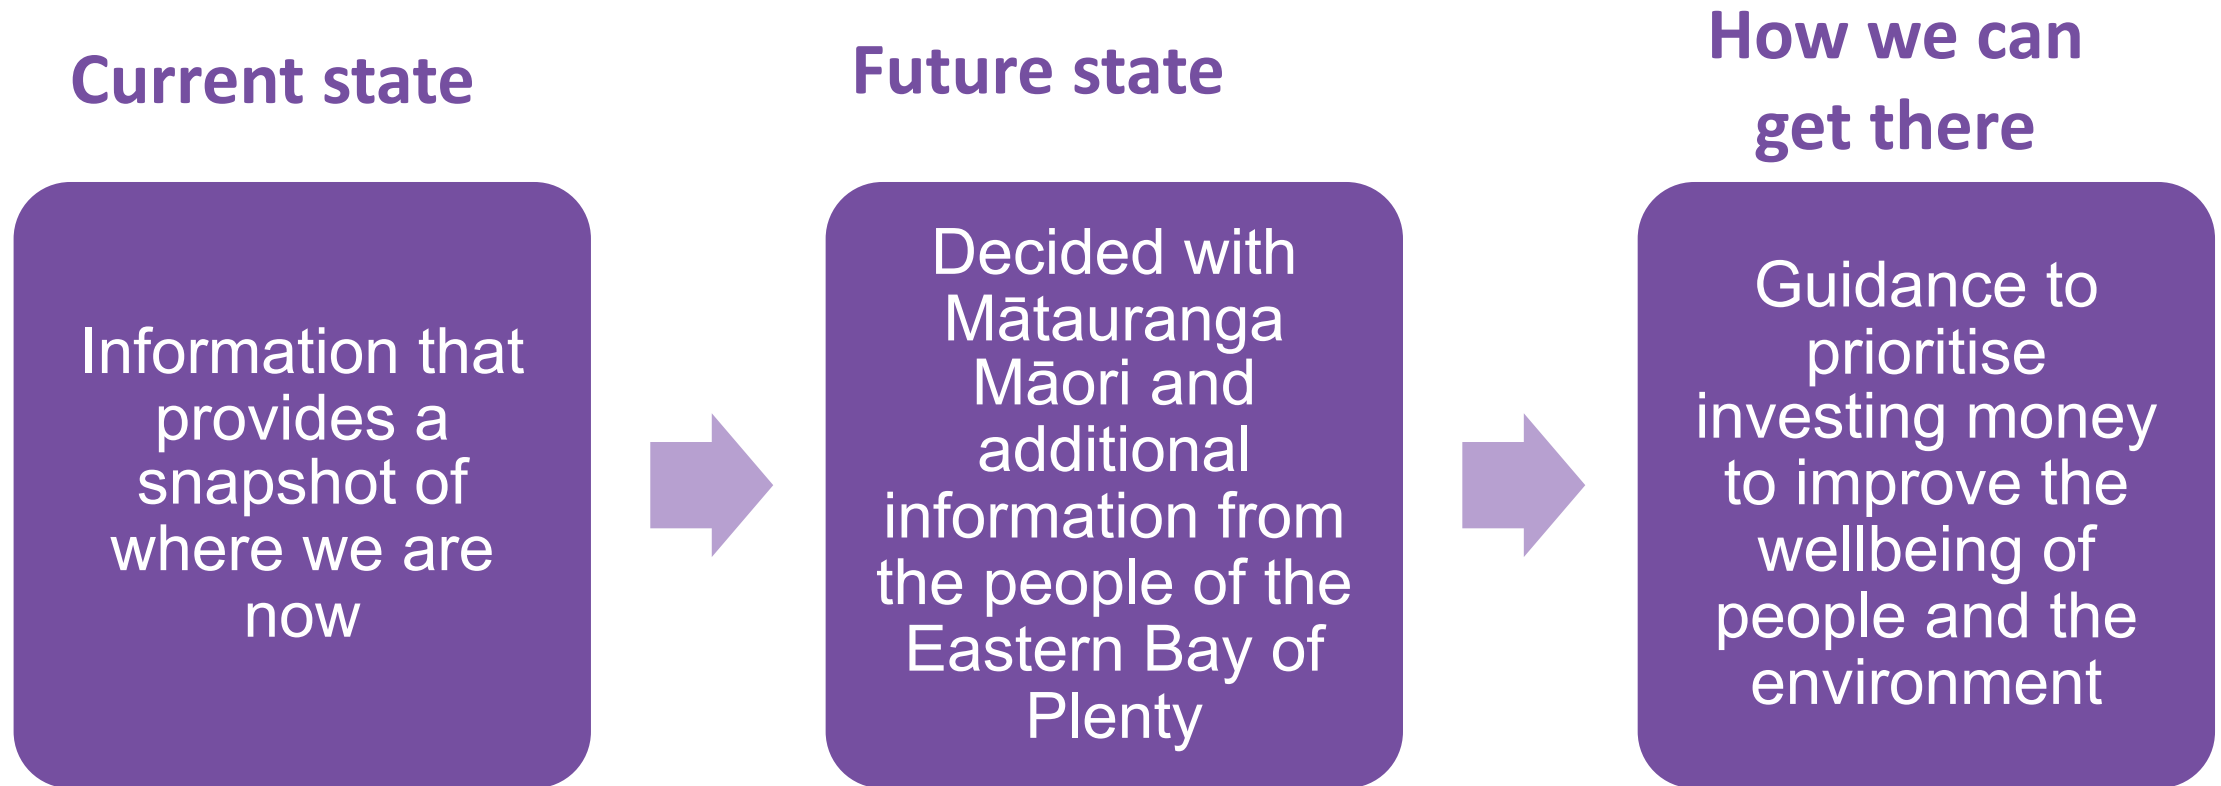 Current state
Information that
provides a
snapshot of
where we are
now
Future state
Decided with
Mātauranga
Māori and
additional
information from
the people of the
Eastern Bay of
Plenty
How we can
get there
Guidance to
prioritise
investing money
to improve the
wellbeing of
people and the
environment